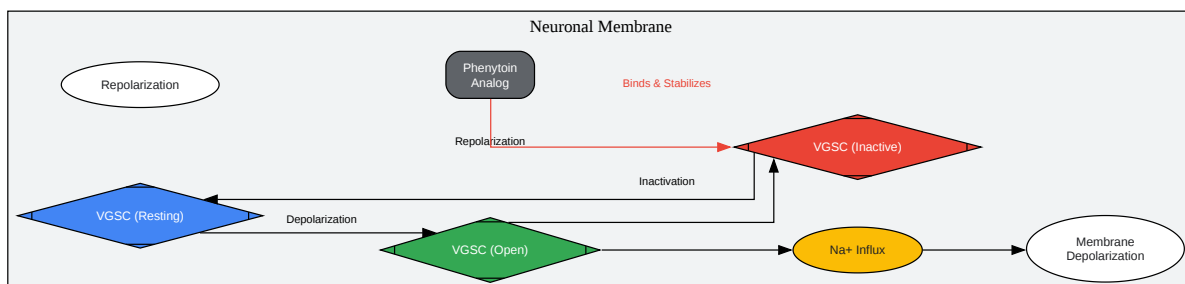 Neuronal Membrane
Phenytoin
Analog
Repolarization
Binds & Stabilizes
Repolarization
VGSC (Inactive)
Inactivation
VGSC (Resting)
Depolarization
VGSC (Open)
Na+ Influx
Membrane
Depolarization